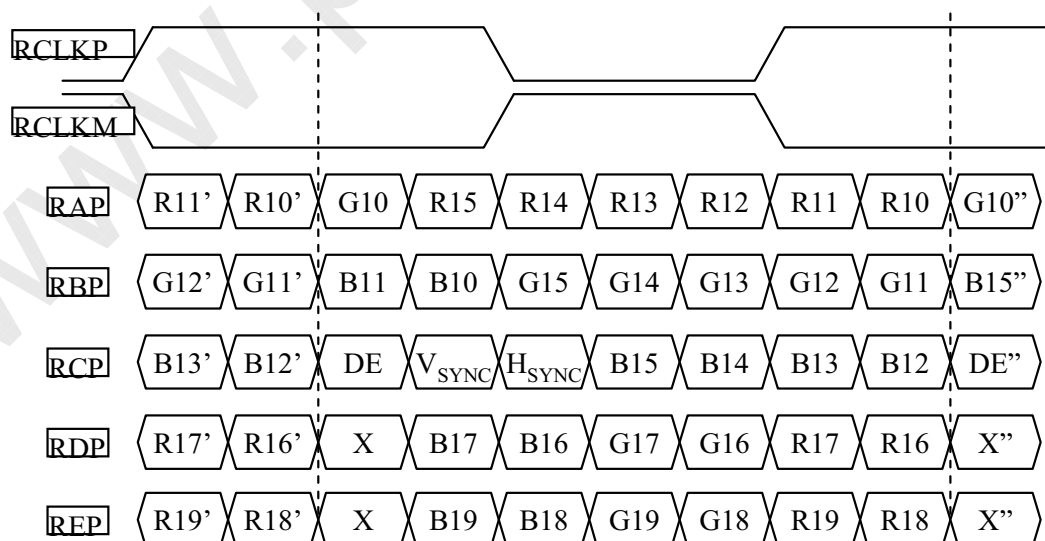 RCLKP
RCLKM
RAP R11’ R10’ G10 R15 R14 R13 R12 R11 R10 G10”
RBP G12’ G11’ B11 B10 G15 G14 G13 G12 G11 B15”
RCP B13’ B12’ DE VSYNC HSYNC B15 B14 B13 B12 DE”
RDP R17’ R16’ X B17 B16 G17 G16 R17 R16 X”
REP R19’ R18’ X B19 B18 G19 G18 R19 R18 X”